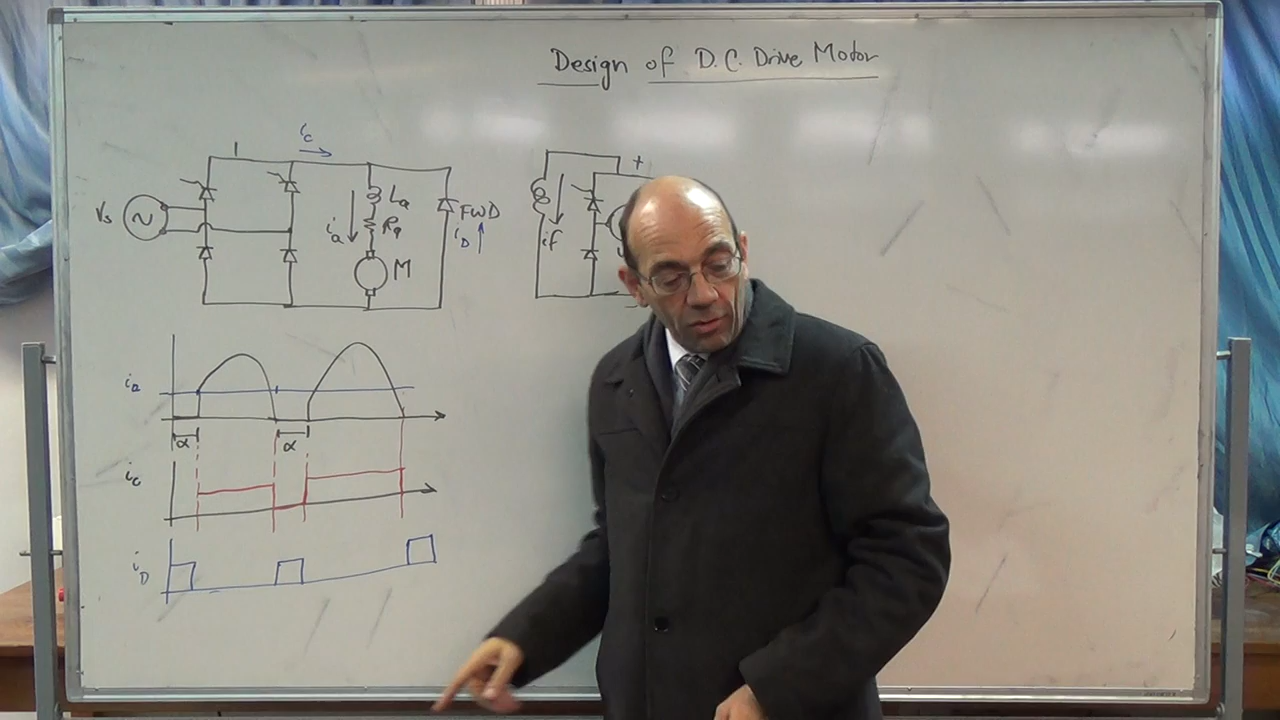 Design of D.C. Drive Motor
ic
+
Vs
~
La
Ra
ia
FWD
iD
M
if
ia
α
α
ic
iD